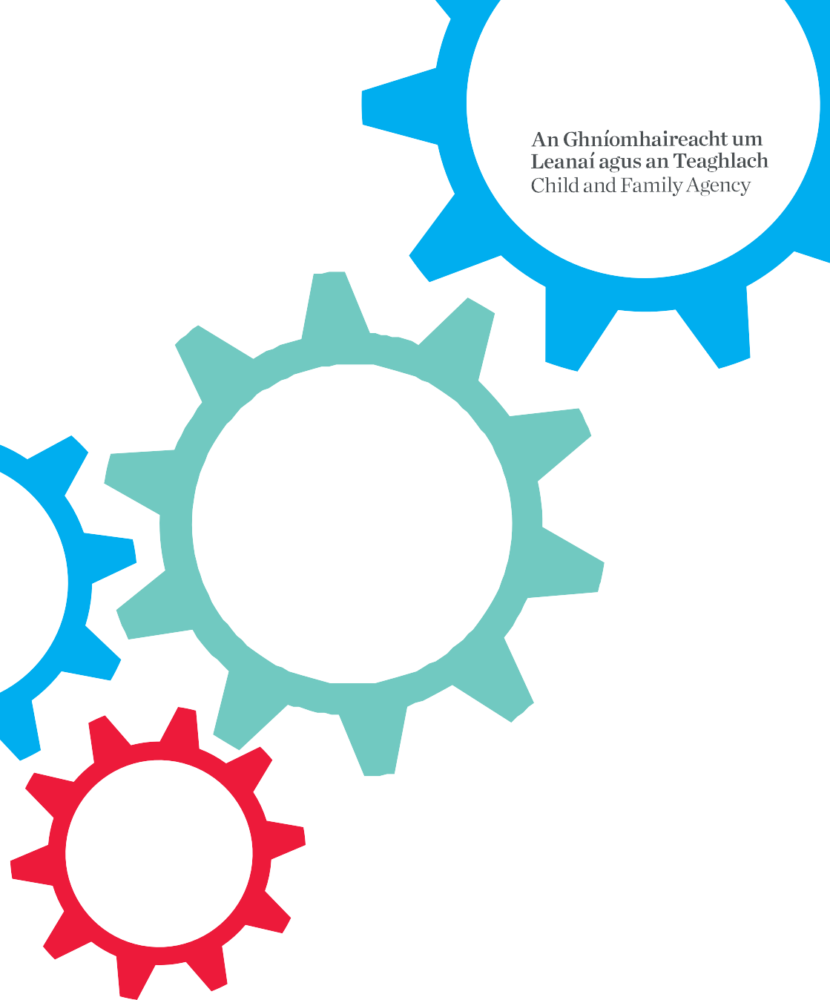 An Ghníomhaireacht um
Leanaí agus an Teaghlach
Child and Family Agency